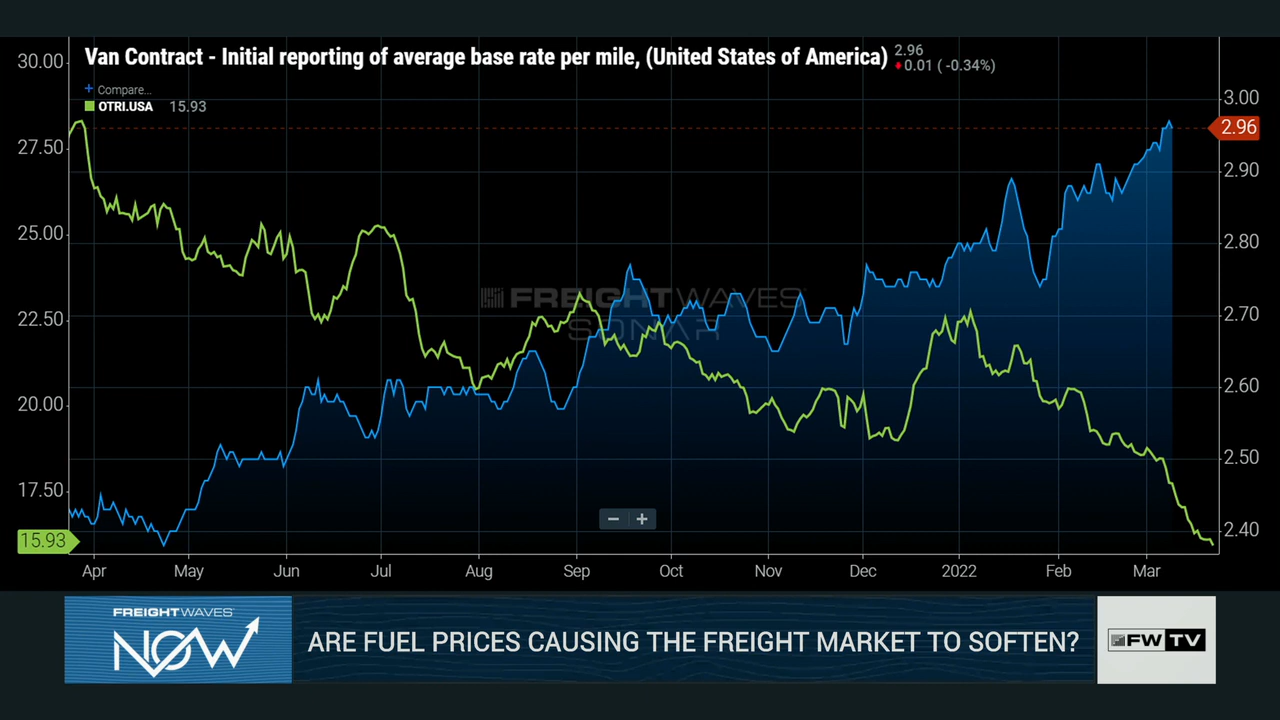 Van Contract - Initial reporting of average base rate per mile, (United States of America)
2.96
0.01 ( -0.34%)
+ Compare...
OTRI.USA 15.93
30.00
27.50
25.00
22.50
20.00
17.50
15.93
3.00
2.96
2.90
2.80
2.70
2.60
2.50
2.40
FREIGHTWAVES
SONAR
− +
Apr May Jun Jul Aug Sep Oct Nov Dec 2022 Feb Mar
FREIGHTWAVES
NOW
ARE FUEL PRICES CAUSING THE FREIGHT MARKET TO SOFTEN?
FWTV